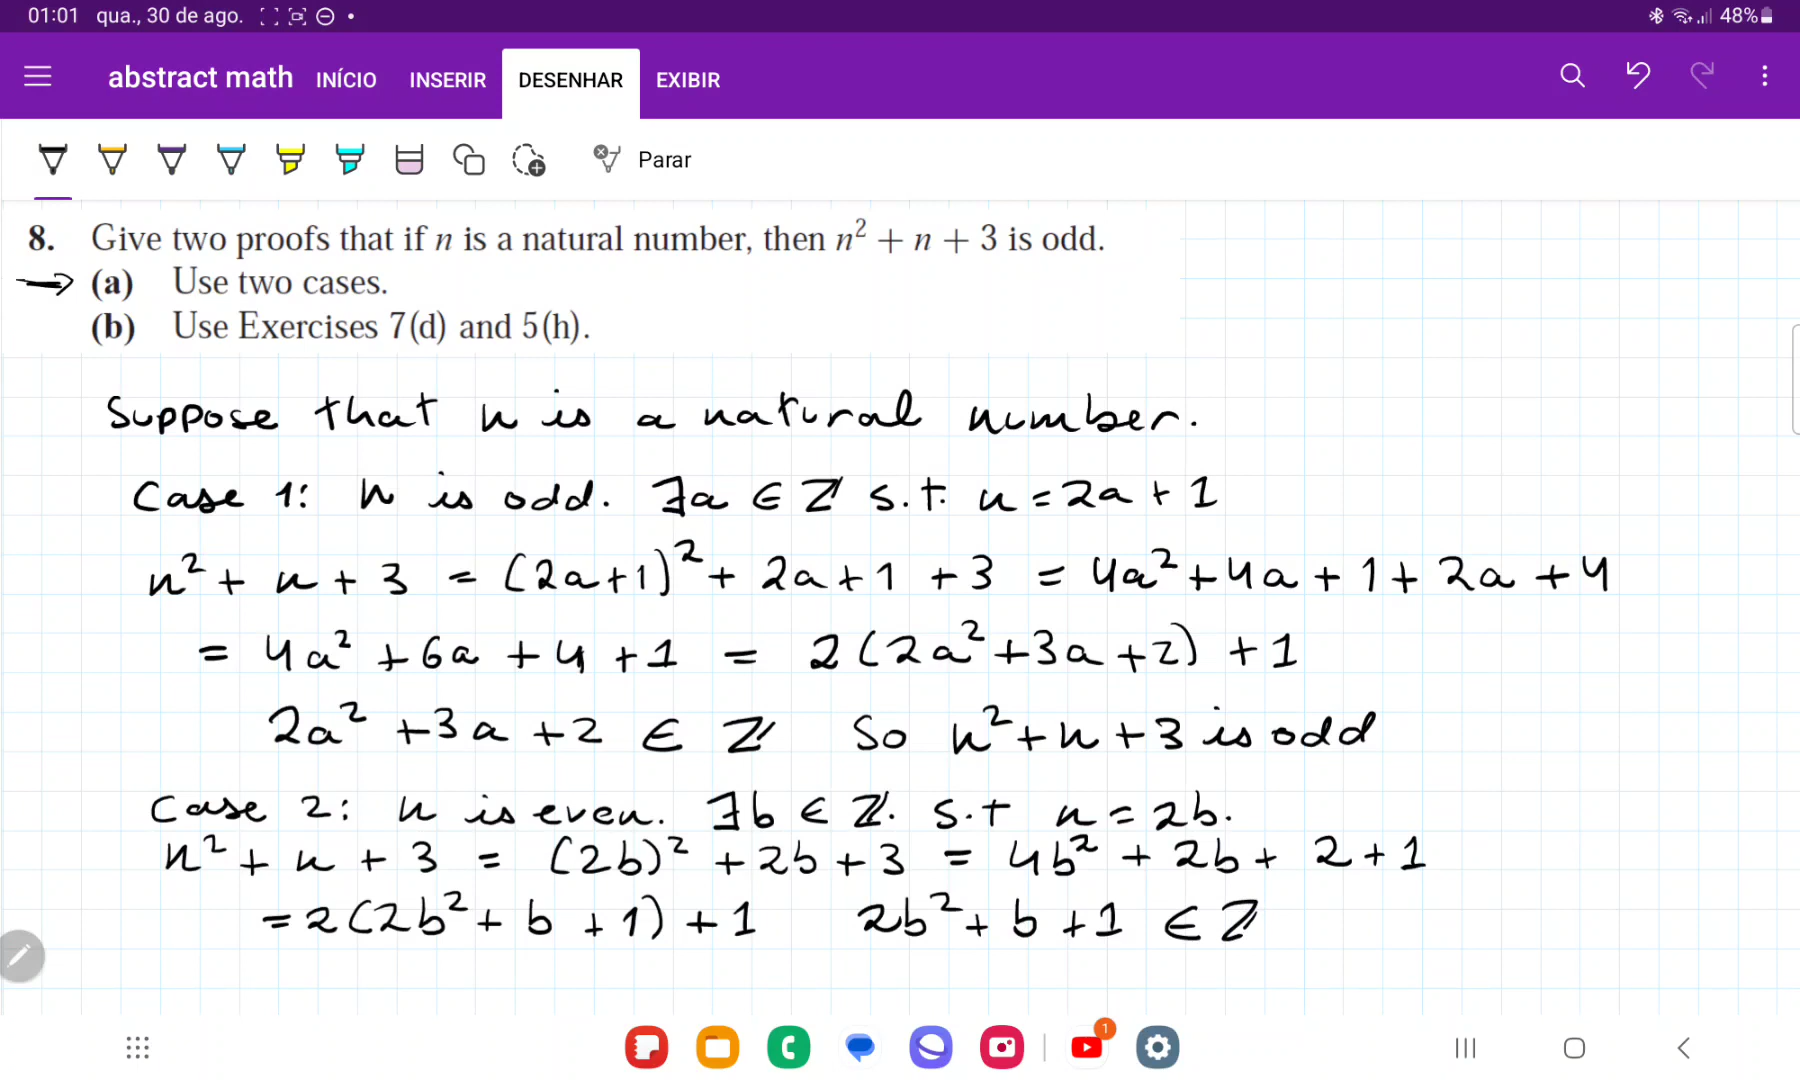 01:01 qua., 30 de ago. 48%
abstract math INÍCIO INSERIR DESENHAR EXIBIR
Parar
8. Give two proofs that if n is a natural number, then n² + n + 3 is odd.
→ (a) Use two cases.
(b) Use Exercises 7(d) and 5(h).
Suppose that n is a natural number.
Case 1: n is odd. ∃a ∈ ℤ s.t. n = 2a + 1
n² + n + 3 = (2a+1)² + 2a + 1 + 3 = 4a² + 4a + 1 + 2a + 4
= 4a² + 6a + 4 + 1 = 2(2a² + 3a + 2) + 1
2a² + 3a + 2 ∈ ℤ So n² + n + 3 is odd
Case 2: n is even. ∃b ∈ ℤ. s.t n = 2b.
n² + n + 3 = (2b)² + 2b + 3 = 4b² + 2b + 2 + 1
= 2(2b² + b + 1) + 1 2b² + b + 1 ∈ ℤ
1